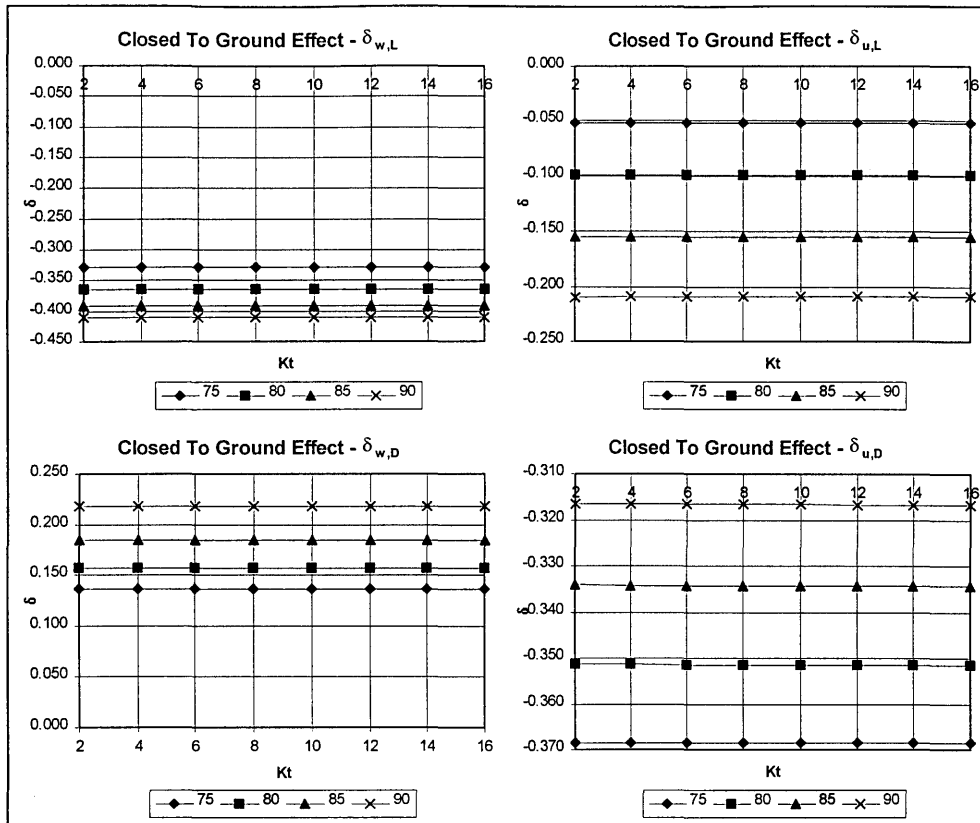 Closed To Ground Effect - δw,L
0.000
-0.050
-0.100
-0.150
-0.200
-0.250
-0.300
-0.350
-0.400
-0.450
δ
2 4 6 8 10 12 14 16
Kt
75 80 85 90
Closed To Ground Effect - δu,L
0.000
-0.050
-0.100
-0.150
-0.200
-0.250
δ
2 4 6 8 10 12 14 16
Kt
75 80 85 90
Closed To Ground Effect - δw,D
0.250
0.200
0.150
0.100
0.050
0.000
δ
2 4 6 8 10 12 14 16
Kt
75 80 85 90
Closed To Ground Effect - δu,D
-0.310
-0.320
-0.330
-0.340
-0.350
-0.360
-0.370
δ
2 4 6 8 10 12 14 16
Kt
75 80 85 90